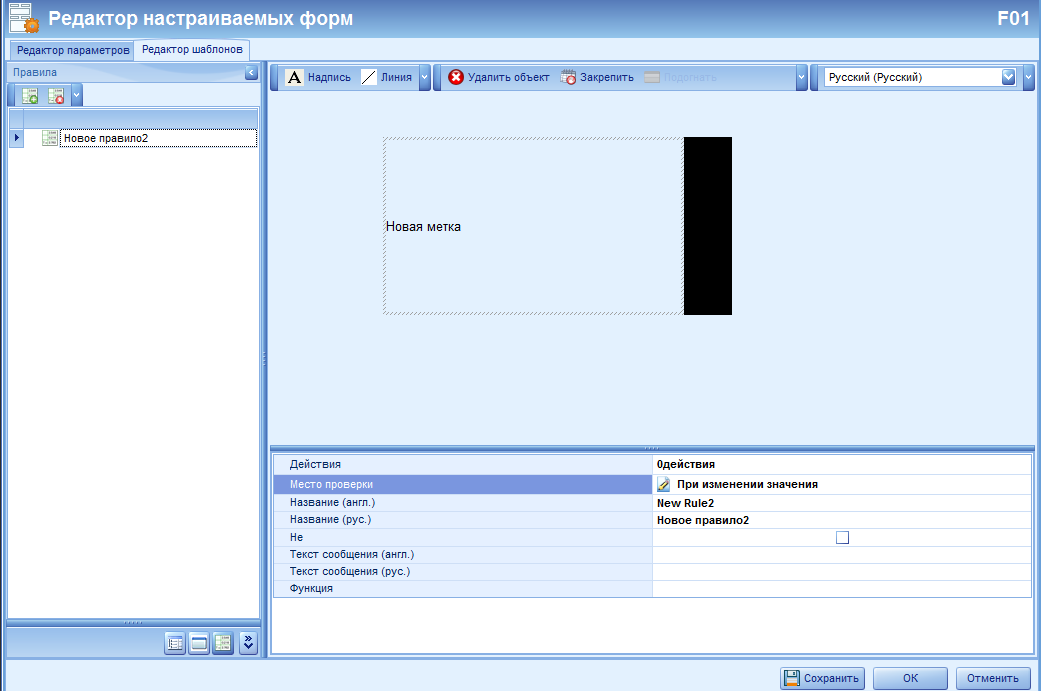 Редактор настраиваемых форм
F01
Редактор параметров
Редактор шаблонов
Правила
Надпись
Линия
Удалить объект
Закрепить
Подогнать
Русский (Русский)
Новое правило2
Новая метка
Действия
0действия
Место проверки
При изменении значения
Название (англ.)
New Rule2
Название (рус.)
Новое правило2
Не
Текст сообщения (англ.)
Текст сообщения (рус.)
Функция
Сохранить
ОК
Отменить